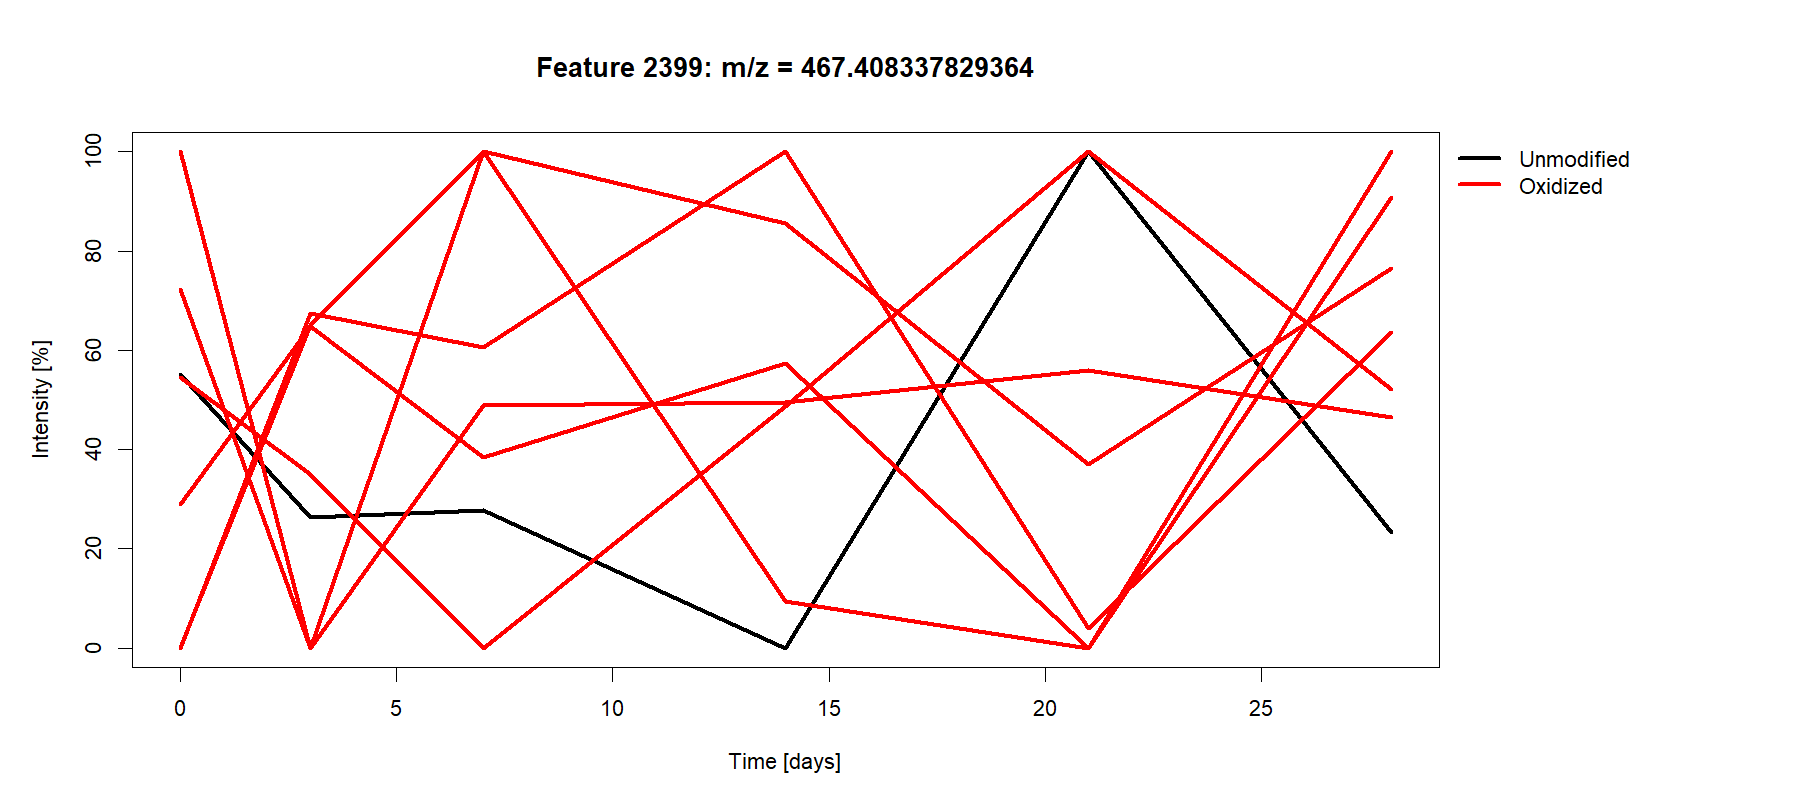 Feature 2399: m/z = 467.408337829364
Unmodified
Oxidized
Intensity [%]
100
80
60
40
20
0
0 5 10 15 20 25
Time [days]